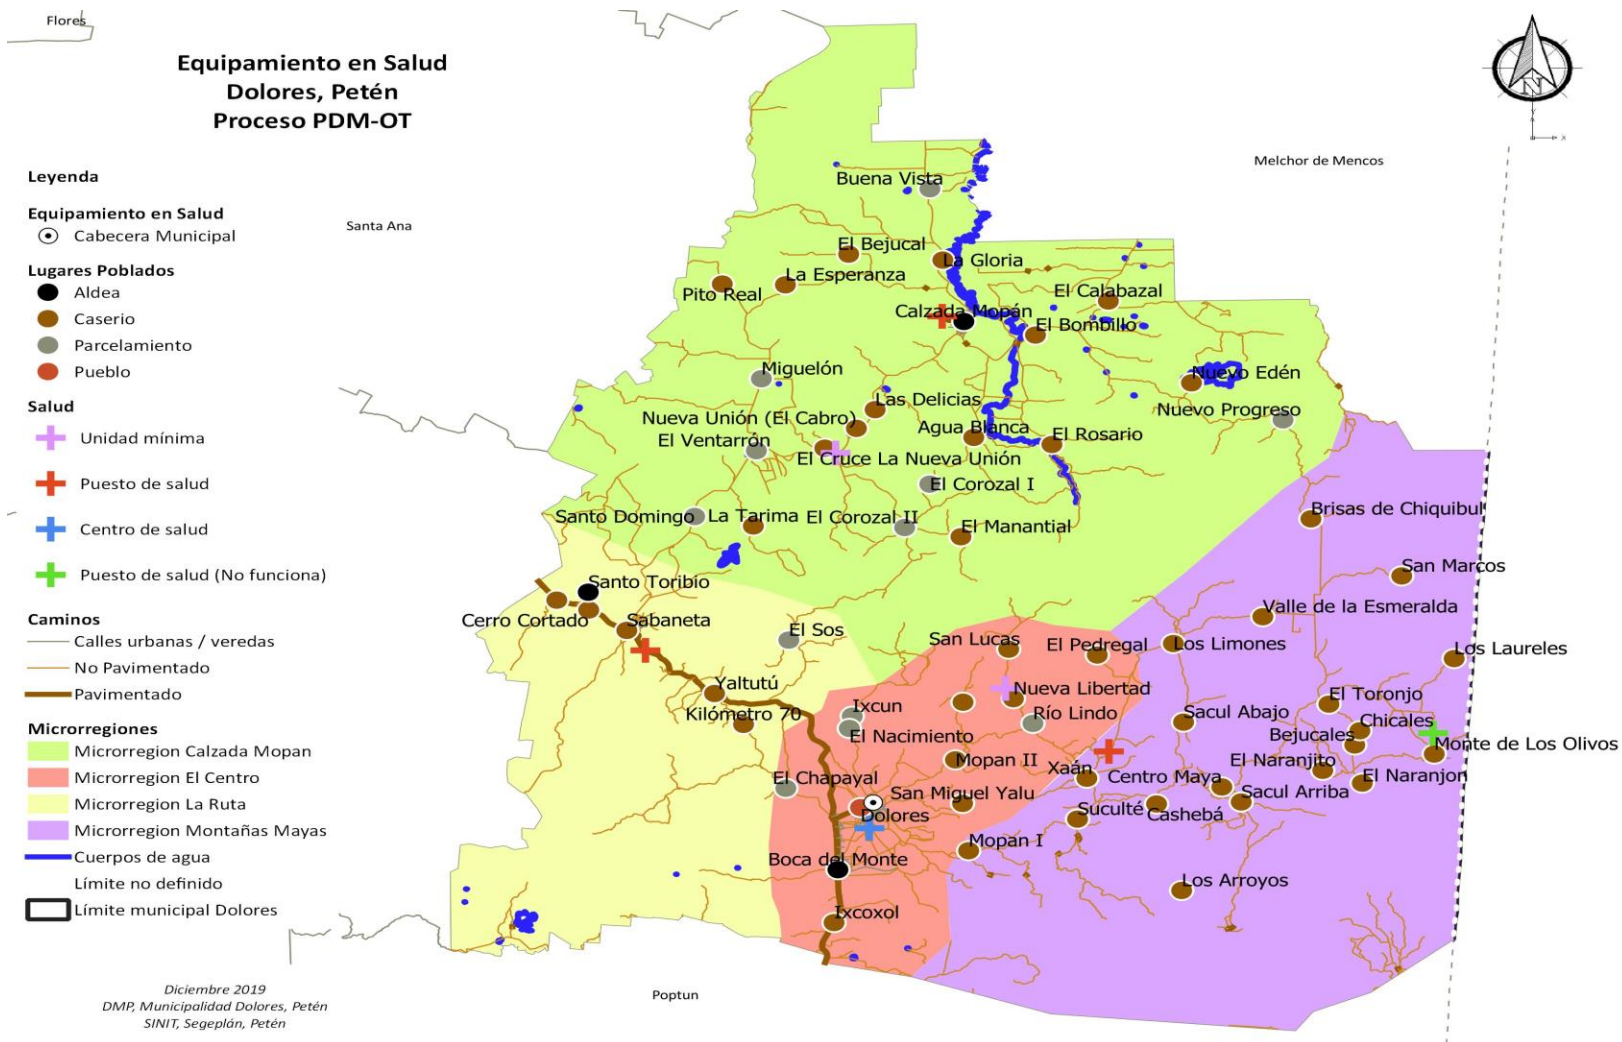 Flores
Equipamiento en Salud
Dolores, Petén
Proceso PDM-OT
Leyenda
Equipamiento en Salud
Cabecera Municipal
Lugares Poblados
Aldea
Caserio
Parcelamiento
Pueblo
Salud
Unidad mínima
Puesto de salud
Centro de salud
Puesto de salud (No funciona)
Caminos
Calles urbanas / veredas
No Pavimentado
Pavimentado
Microrregiones
Microrregion Calzada Mopan
Microrregion El Centro
Microrregion La Ruta
Microrregion Montañas Mayas
Cuerpos de agua
Límite no definido
Límite municipal Dolores
Diciembre 2019
DMP, Municipalidad Dolores, Petén
SINIT, Segeplán, Petén
Santa Ana
Melchor de Mencos
Poptun
N
Y
X
Buena Vista
El Bejucal
La Gloria
La Esperanza
Pito Real
El Calabazal
Calzada Mopán
El Bombillo
Miguelón
Nuevo Edén
Las Delicias
Nuevo Progreso
Nueva Unión (El Cabro)
Agua Blanca
El Rosario
El Ventarrón
El Cruce La Nueva Unión
El Corozal I
Brisas de Chiquibul
Santo Domingo
La Tarima
El Corozal II
El Manantial
San Marcos
Santo Toribio
Valle de la Esmeralda
Cerro Cortado
Sabaneta
El Sos
San Lucas
El Pedregal
Los Limones
Los Laureles
Yaltutú
Nueva Libertad
El Toronjo
Kilómetro 70
Ixcun
Río Lindo
Sacul Abajo
Chicales
El Nacimiento
Bejucales
Monte de Los Olivos
Mopan II
Xaán
El Naranjito
El Chapayal
Centro Maya
El Naranjon
San Miguel Yalu
Sacul Arriba
Dolores
Suculté
Cashebá
Mopan I
Boca del Monte
Los Arroyos
Ixcoxol